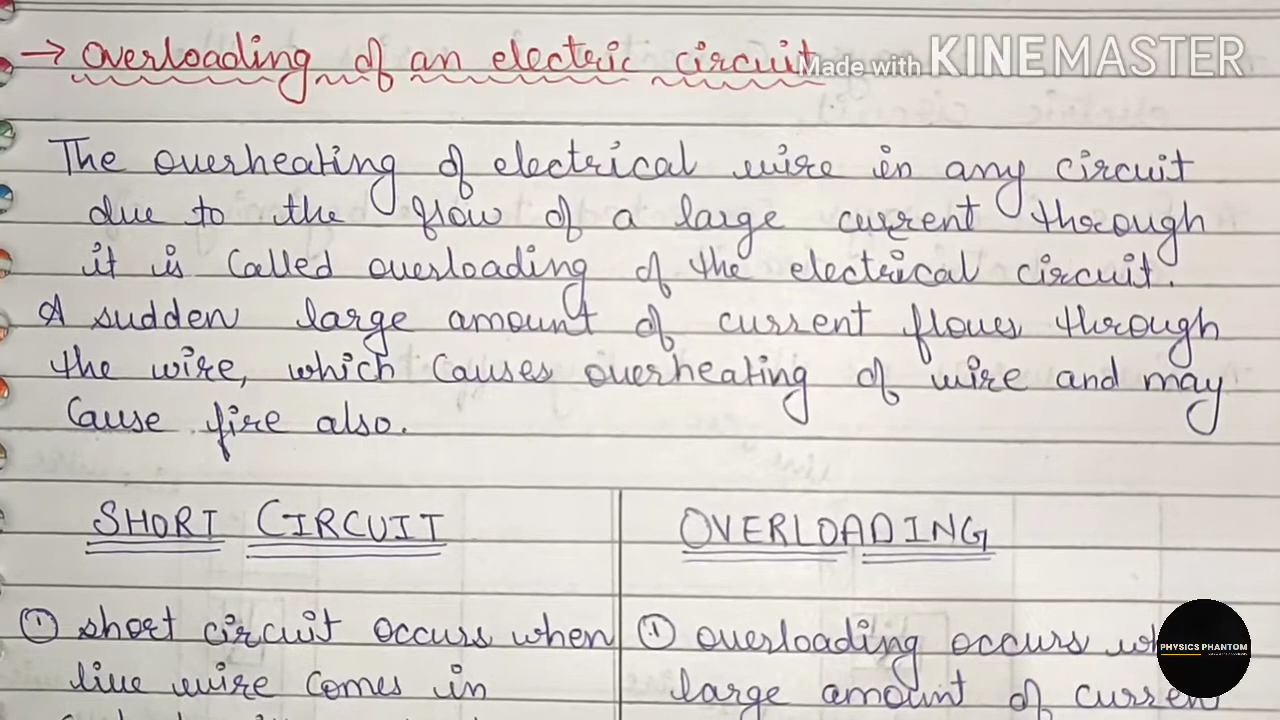 → Overloading of an electric circuit
Made with KINEMASTER
The overheating of electrical wire in any circuit
due to the flow of a large current through
it is called overloading of the electrical circuit.
A sudden large amount of current flows through
the wire, which causes overheating of wire and may
cause fire also.
SHORT CIRCUIT
OVERLOADING
① short circuit occurs when
live wire comes in
① overloading occurs
large amount of curren
PHYSICS PHANTOM